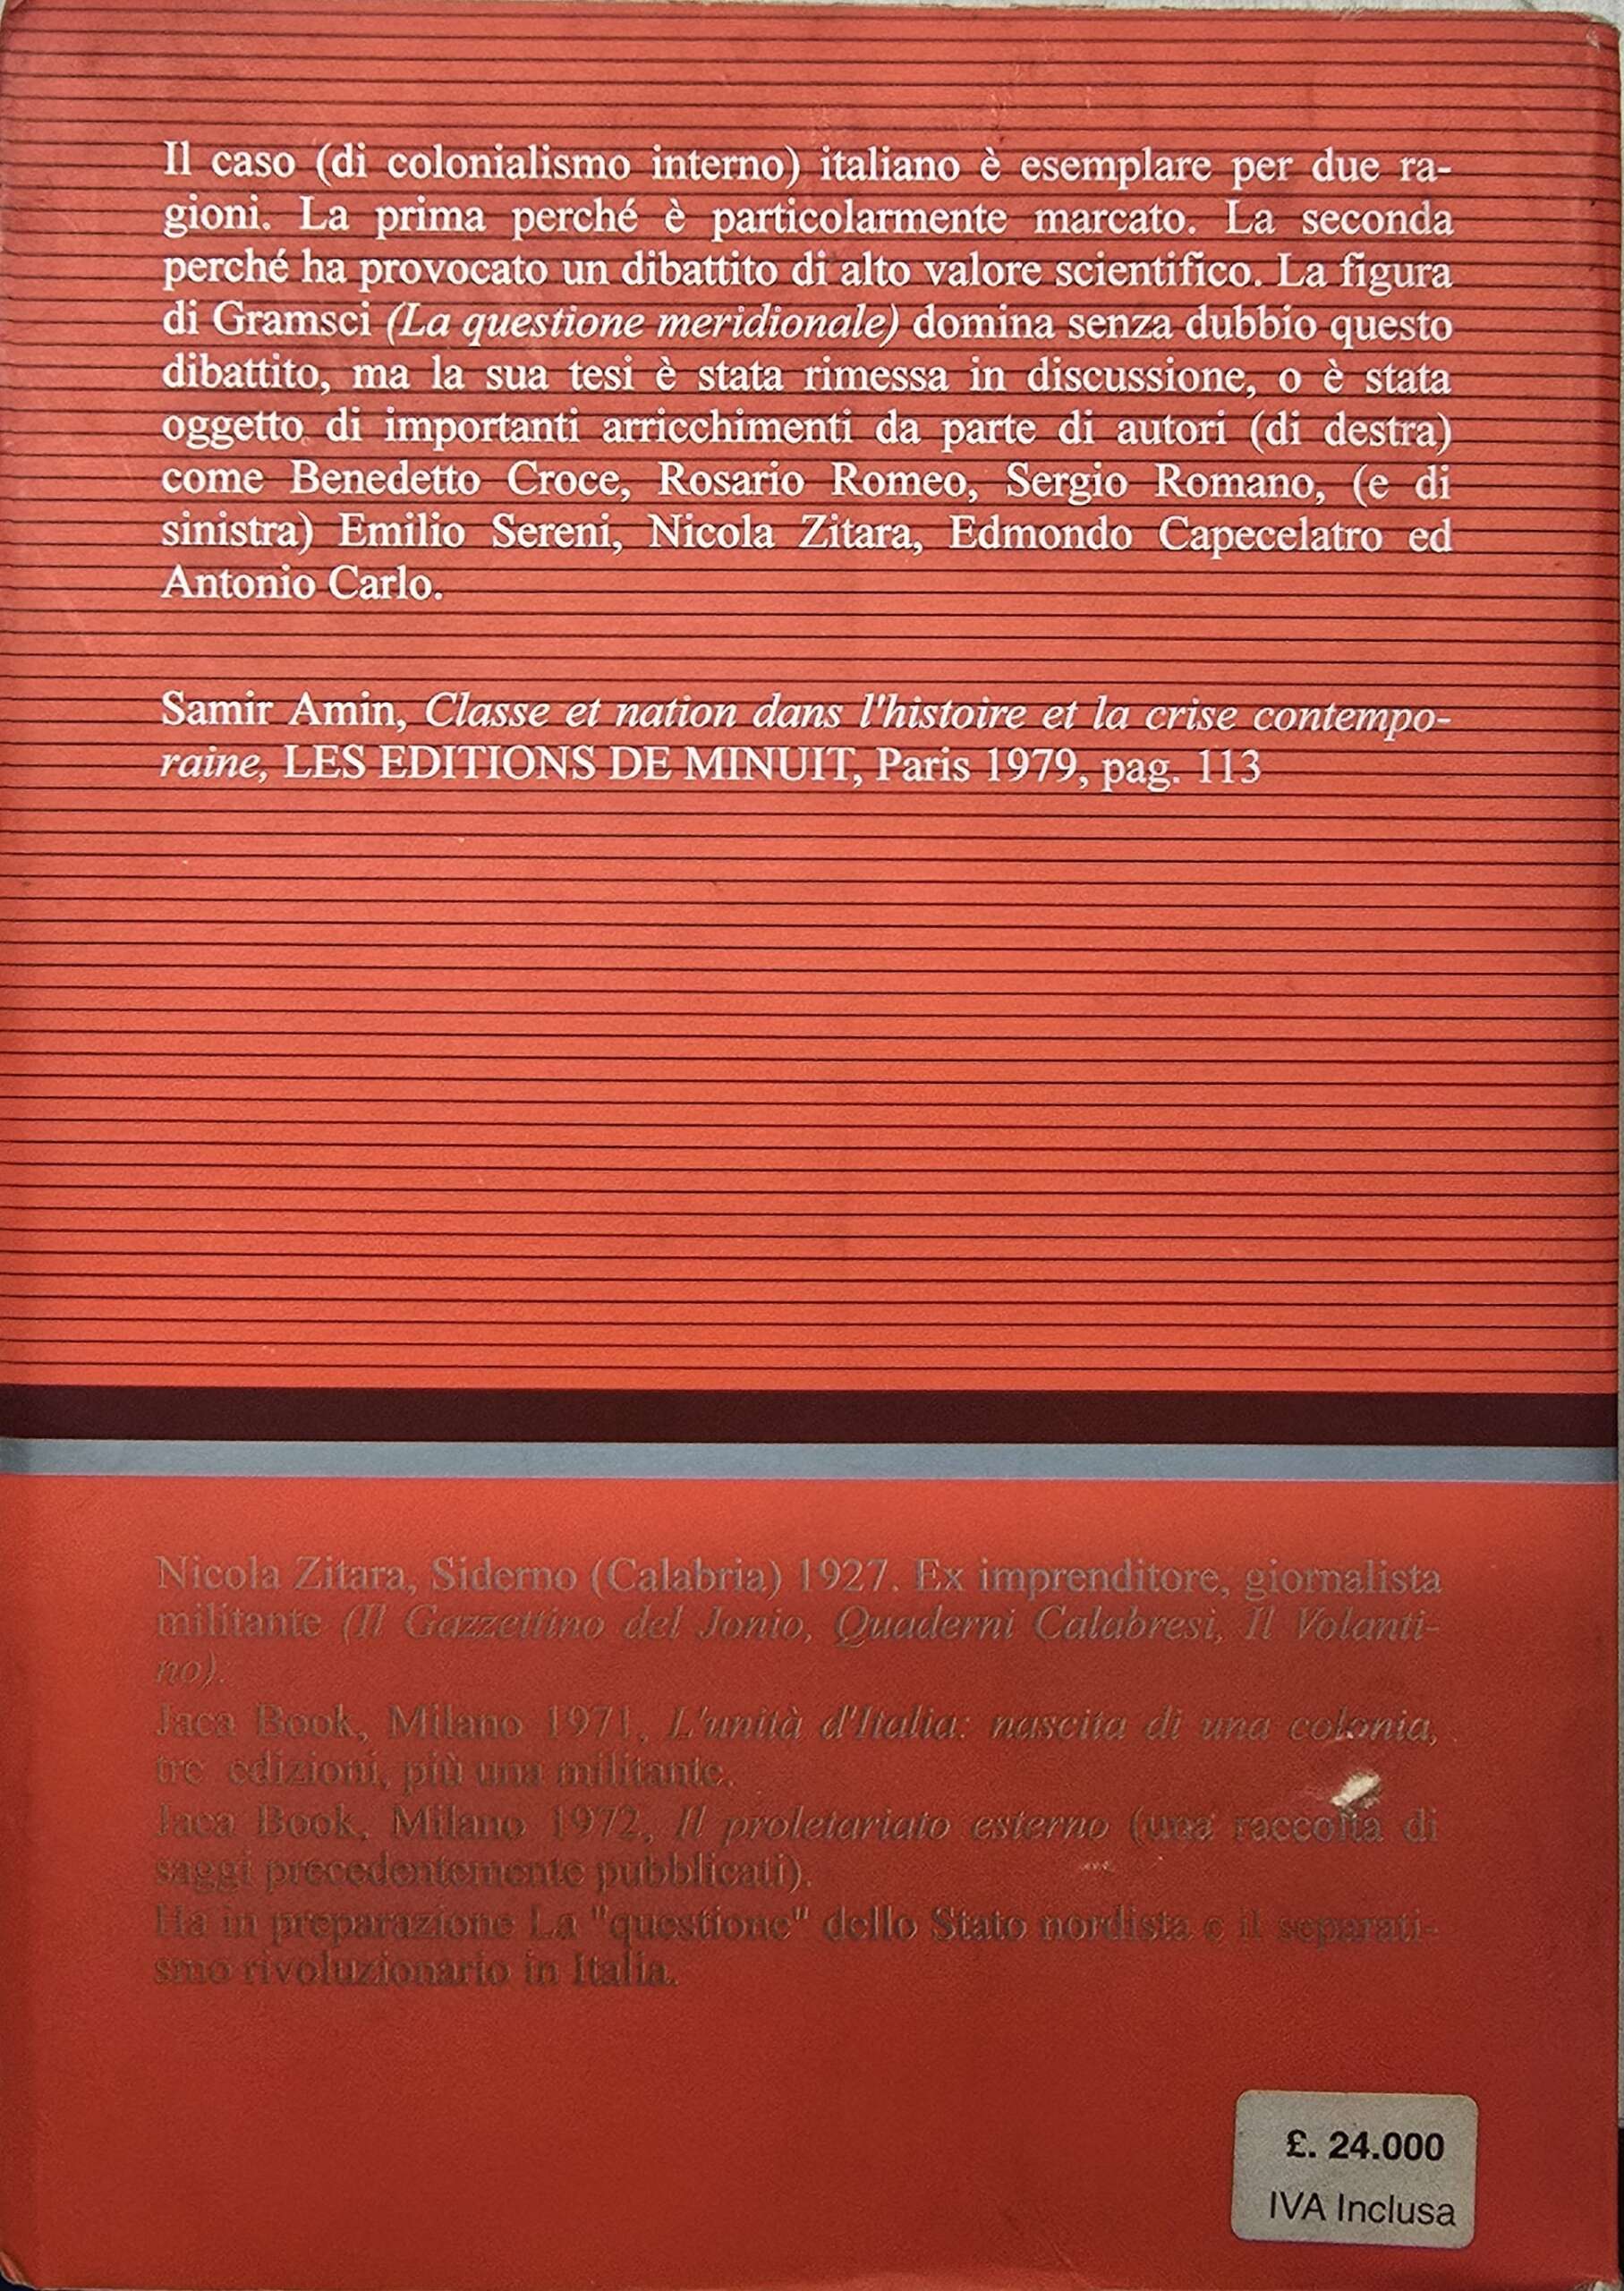 Il caso (di colonialismo interno) italiano è esemplare per due ra-
gioni. La prima perché è particolarmente marcato. La seconda
perché ha provocato un dibattito di alto valore scientifico. La figura
di Gramsci (La questione meridionale) domina senza dubbio questo
dibattito, ma la sua tesi è stata rimessa in discussione, o è stata
oggetto di importanti arricchimenti da parte di autori (di destra)
come Benedetto Croce, Rosario Romeo, Sergio Romano, (e di
sinistra) Emilio Sereni, Nicola Zitara, Edmondo Capecelatro ed
Antonio Carlo.
Samir Amin, Classe et nation dans l'histoire et la crise contempo-
raine, LES EDITIONS DE MINUIT, Paris 1979, pag. 113
Nicola Zitara, Siderno (Calabria) 1927. Ex imprenditore, giornalista
militante (Il Gazzettino del Jonio, Quaderni Calabresi, Il Volanti-
no).
Jaca Book, Milano 1971, L'unità d'Italia: nascita di una colonia,
tre edizioni, più una militante.
Jaca Book, Milano 1972, Il proletariato esterno (una raccolta di
saggi precedentemente pubblicati).
Ha in preparazione La "questione" dello Stato nordista e il separati-
smo rivoluzionario in Italia.
£. 24.000
IVA Inclusa